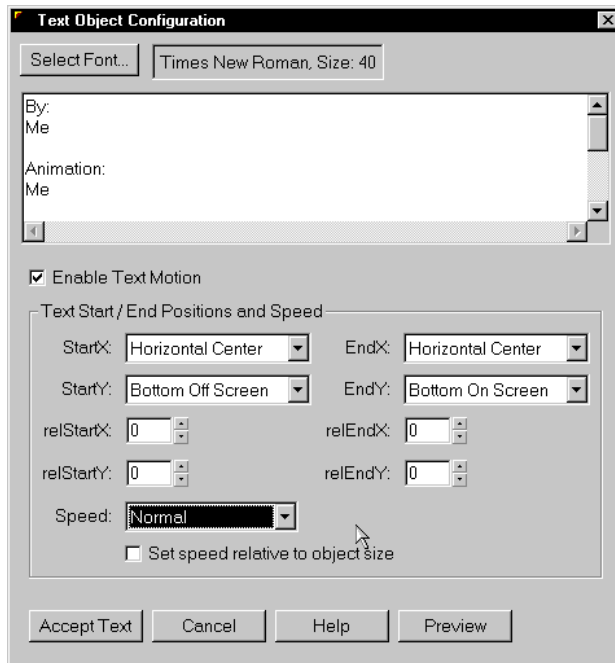 Text Object Configuration
Select Font... Times New Roman, Size: 40
By:
Me
Animation:
Me
Enable Text Motion
Text Start / End Positions and Speed
StartX: Horizontal Center EndX: Horizontal Center
StartY: Bottom Off Screen EndY: Bottom On Screen
relStartX: 0 relEndX: 0
relStartY: 0 relEndY: 0
Speed: Normal
Set speed relative to object size
Accept Text Cancel Help Preview